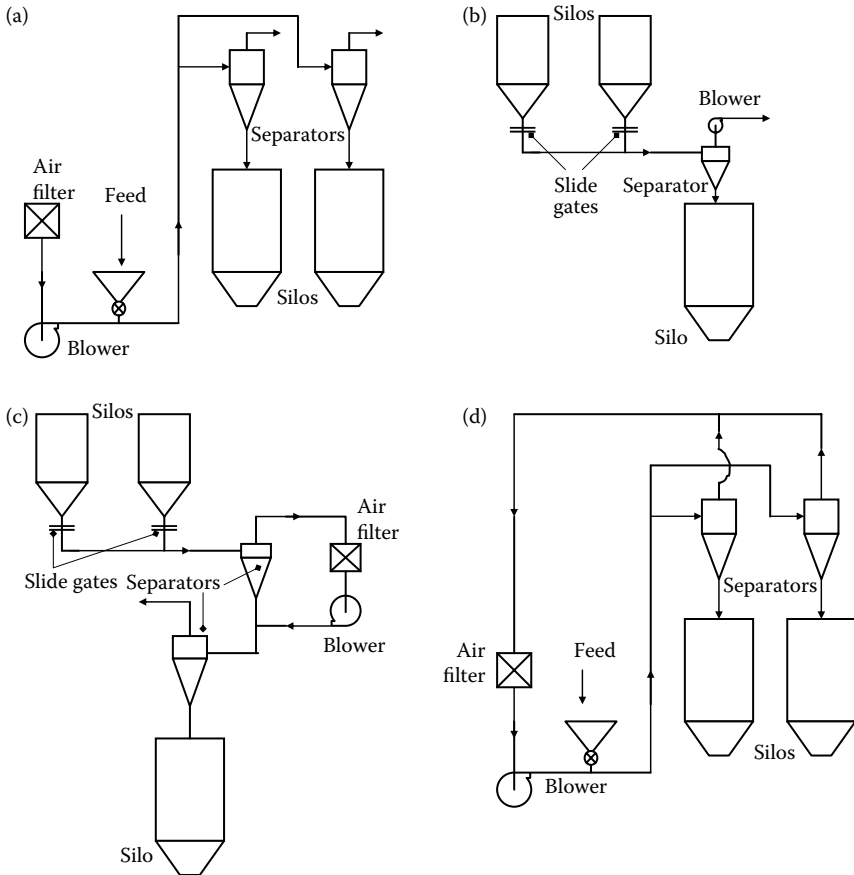 (a)
Separators
Air
filter
Feed
Silos
Blower
(b)
Silos
Blower
Slide
gates
Separator
Silo
(c)
Silos
Air
filter
Slide gates
Separators
Blower
Silo
(d)
Separators
Air
filter
Feed
Silos
Blower